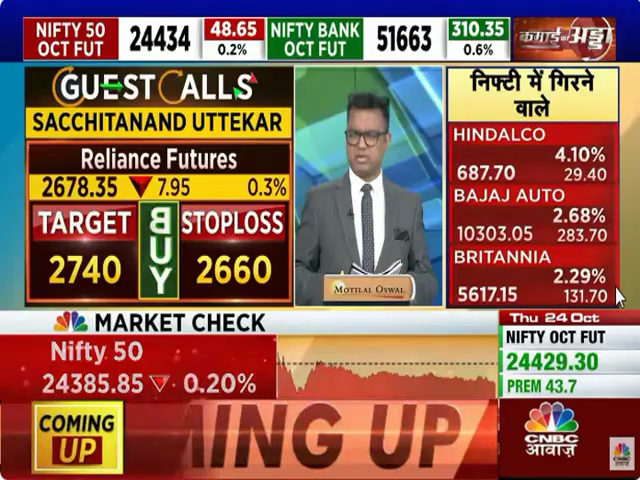 NIFTY 50
OCT FUT
24434
48.65
0.2%
NIFTY BANK
OCT FUT
51663
310.35
0.6%
कमाई का अड्डा
GUEST CALLS
SACCHITANAND UTTEKAR
Reliance Futures
2678.35 7.95 0.3%
TARGET
2740
BUY
STOPLOSS
2660
MOTILAL OSWAL
निफ्टी में गिरने
वाले
HINDALCO
4.10%
687.70 29.40
BAJAJ AUTO
2.68%
10303.05 283.70
BRITANNIA
2.29%
5617.15 131.70
MARKET CHECK
Nifty 50
24385.85 0.20%
Thu 24 Oct
NIFTY OCT FUT
24429.30
PREM 43.7
COMING
UP
MING UP
CNBC
आवाज़